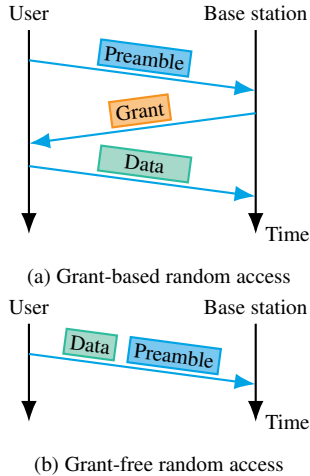 User Base station
Preamble
Grant
Data
Time
(a) Grant-based random access
User Base station
Data Preamble
Time
(b) Grant-free random access